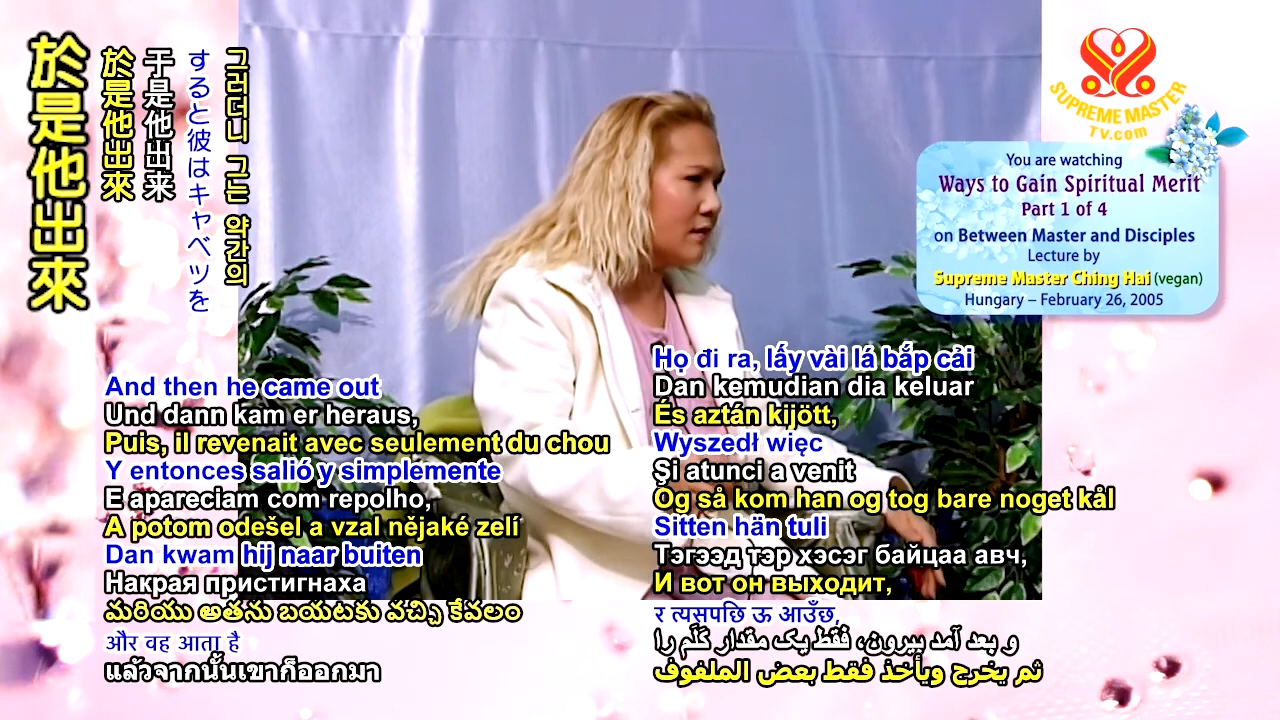 於是他出來
於是他出來
于是他出来
すると彼はキャベツを
그러더니 그는 약간의
SUPREME MASTER
TV.com
You are watching
Ways to Gain Spiritual Merit
Part 1 of 4
on Between Master and Disciples
Lecture by
Supreme Master Ching Hai (vegan)
Hungary – February 26, 2005
And then he came out
Und dann kam er heraus,
Puis, il revenait avec seulement du chou
Y entonces salió y simplemente
E apareciam com repolho,
A potom odešel a vzal nějaké zelí
Dan kwam hij naar buiten
Накрая пристигнаха
మరియు అతను బయటకు వచ్చి కేవలం
और वह आता है
แล้วจากนั้นเขาก็ออกมา
Họ đi ra, lấy vài lá bắp cải
Dan kemudian dia keluar
És aztán kijött,
Wyszedł więc
Şi atunci a venit
Og så kom han og tog bare noget kål
Sitten hän tuli
Тэгээд тэр хэсэг байцаа авч,
И вот он выходит,
र त्यसपछि ऊ आउँछ,
و بعد آمد بیرون، فقط یک مقدار کلم را
ثم يخرج ويأخذ فقط بعض الملفوف